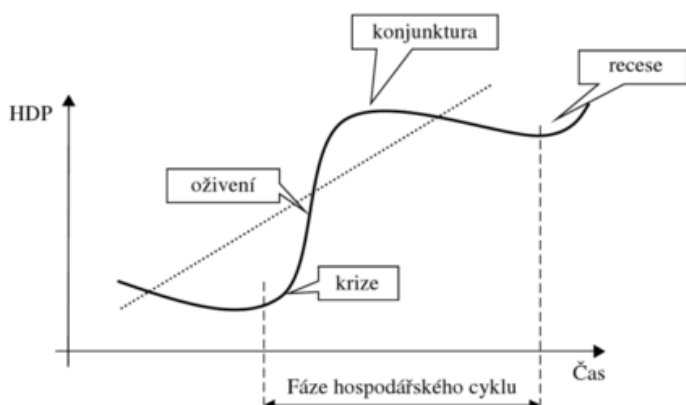 konjunktura
recese
HDP
oživení
krize
Čas
Fáze hospodářského cyklu